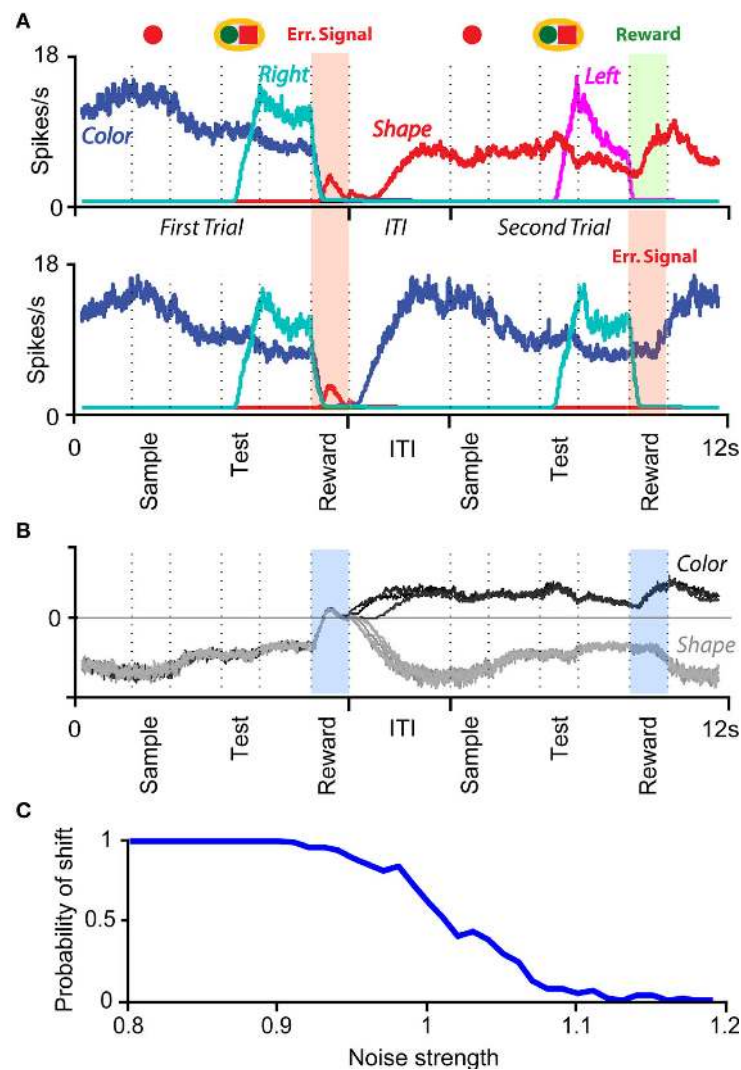 A
Err. Signal
Reward
18
Right
Left
Color
Shape
Spikes/s
0
First Trial
ITI
Second Trial
18
Err. Signal
Spikes/s
0
0
Sample
Test
Reward
ITI
Sample
Test
Reward
12s
B
Color
0
Shape
0
Sample
Test
Reward
ITI
Sample
Test
Reward
12s
C
Probability of shift
1
0.5
0
0.8
0.9
1
1.1
1.2
Noise strength